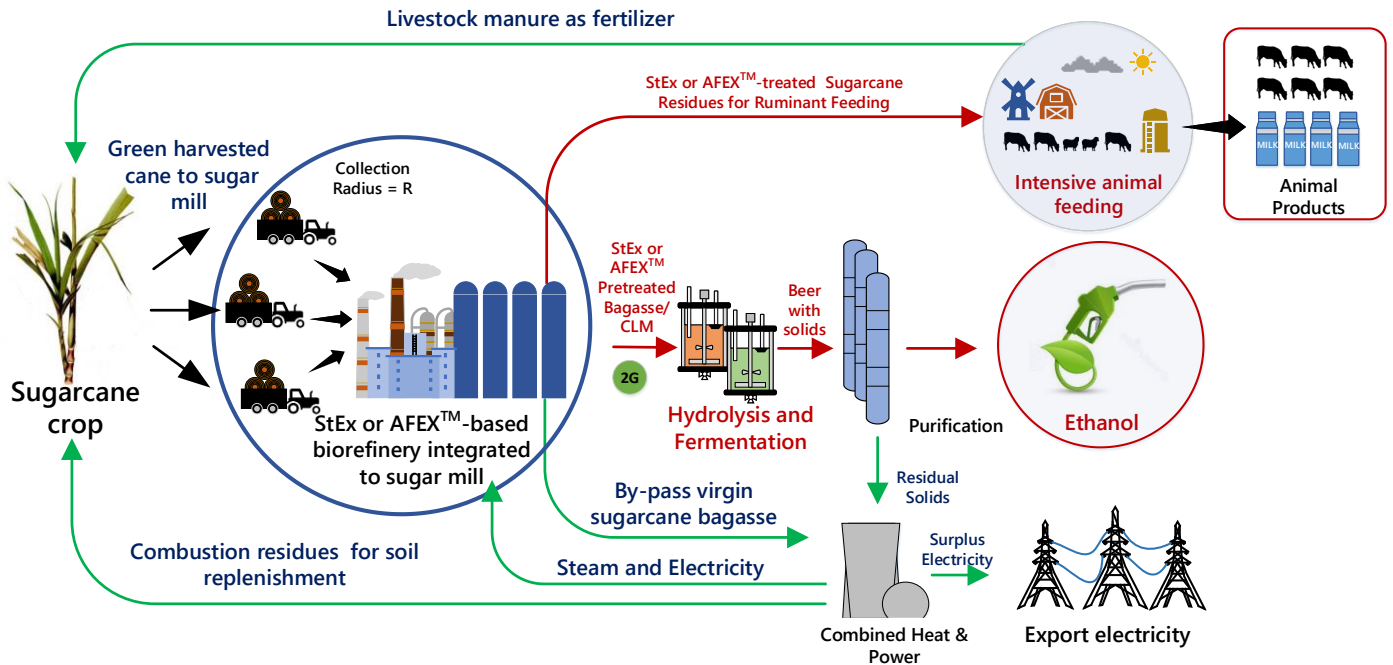 Livestock manure as fertilizer
StEx or AFEX™-treated Sugarcane
Residues for Ruminant Feeding
Green harvested
cane to sugar
mill
Collection
Radius = R
Intensive animal
feeding
MILK MILK MILK MILK
Animal
Products
Sugarcane
crop
StEx or AFEX™-based
biorefinery integrated
to sugar mill
StEx or
AFEX™
Pretreated
Bagasse/
CLM
2G
Beer
with
solids
Hydrolysis and
Fermentation
Purification
Ethanol
By-pass virgin
sugarcane bagasse
Residual
Solids
Combustion residues for soil
replenishment
Steam and Electricity
Surplus
Electricity
Combined Heat &
Power
Export electricity